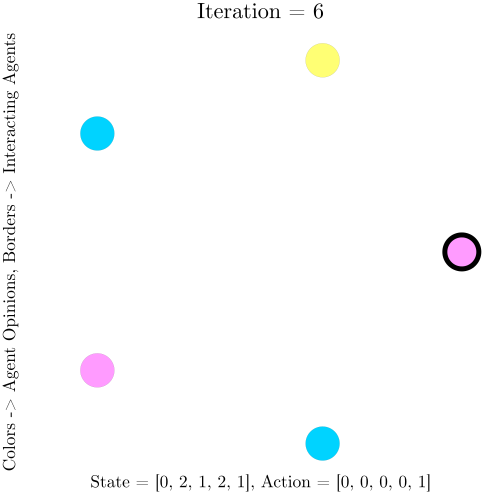 Iteration = 6
Colors -> Agent Opinions, Borders -> Interacting Agents
State = [0, 2, 1, 2, 1], Action = [0, 0, 0, 0, 1]